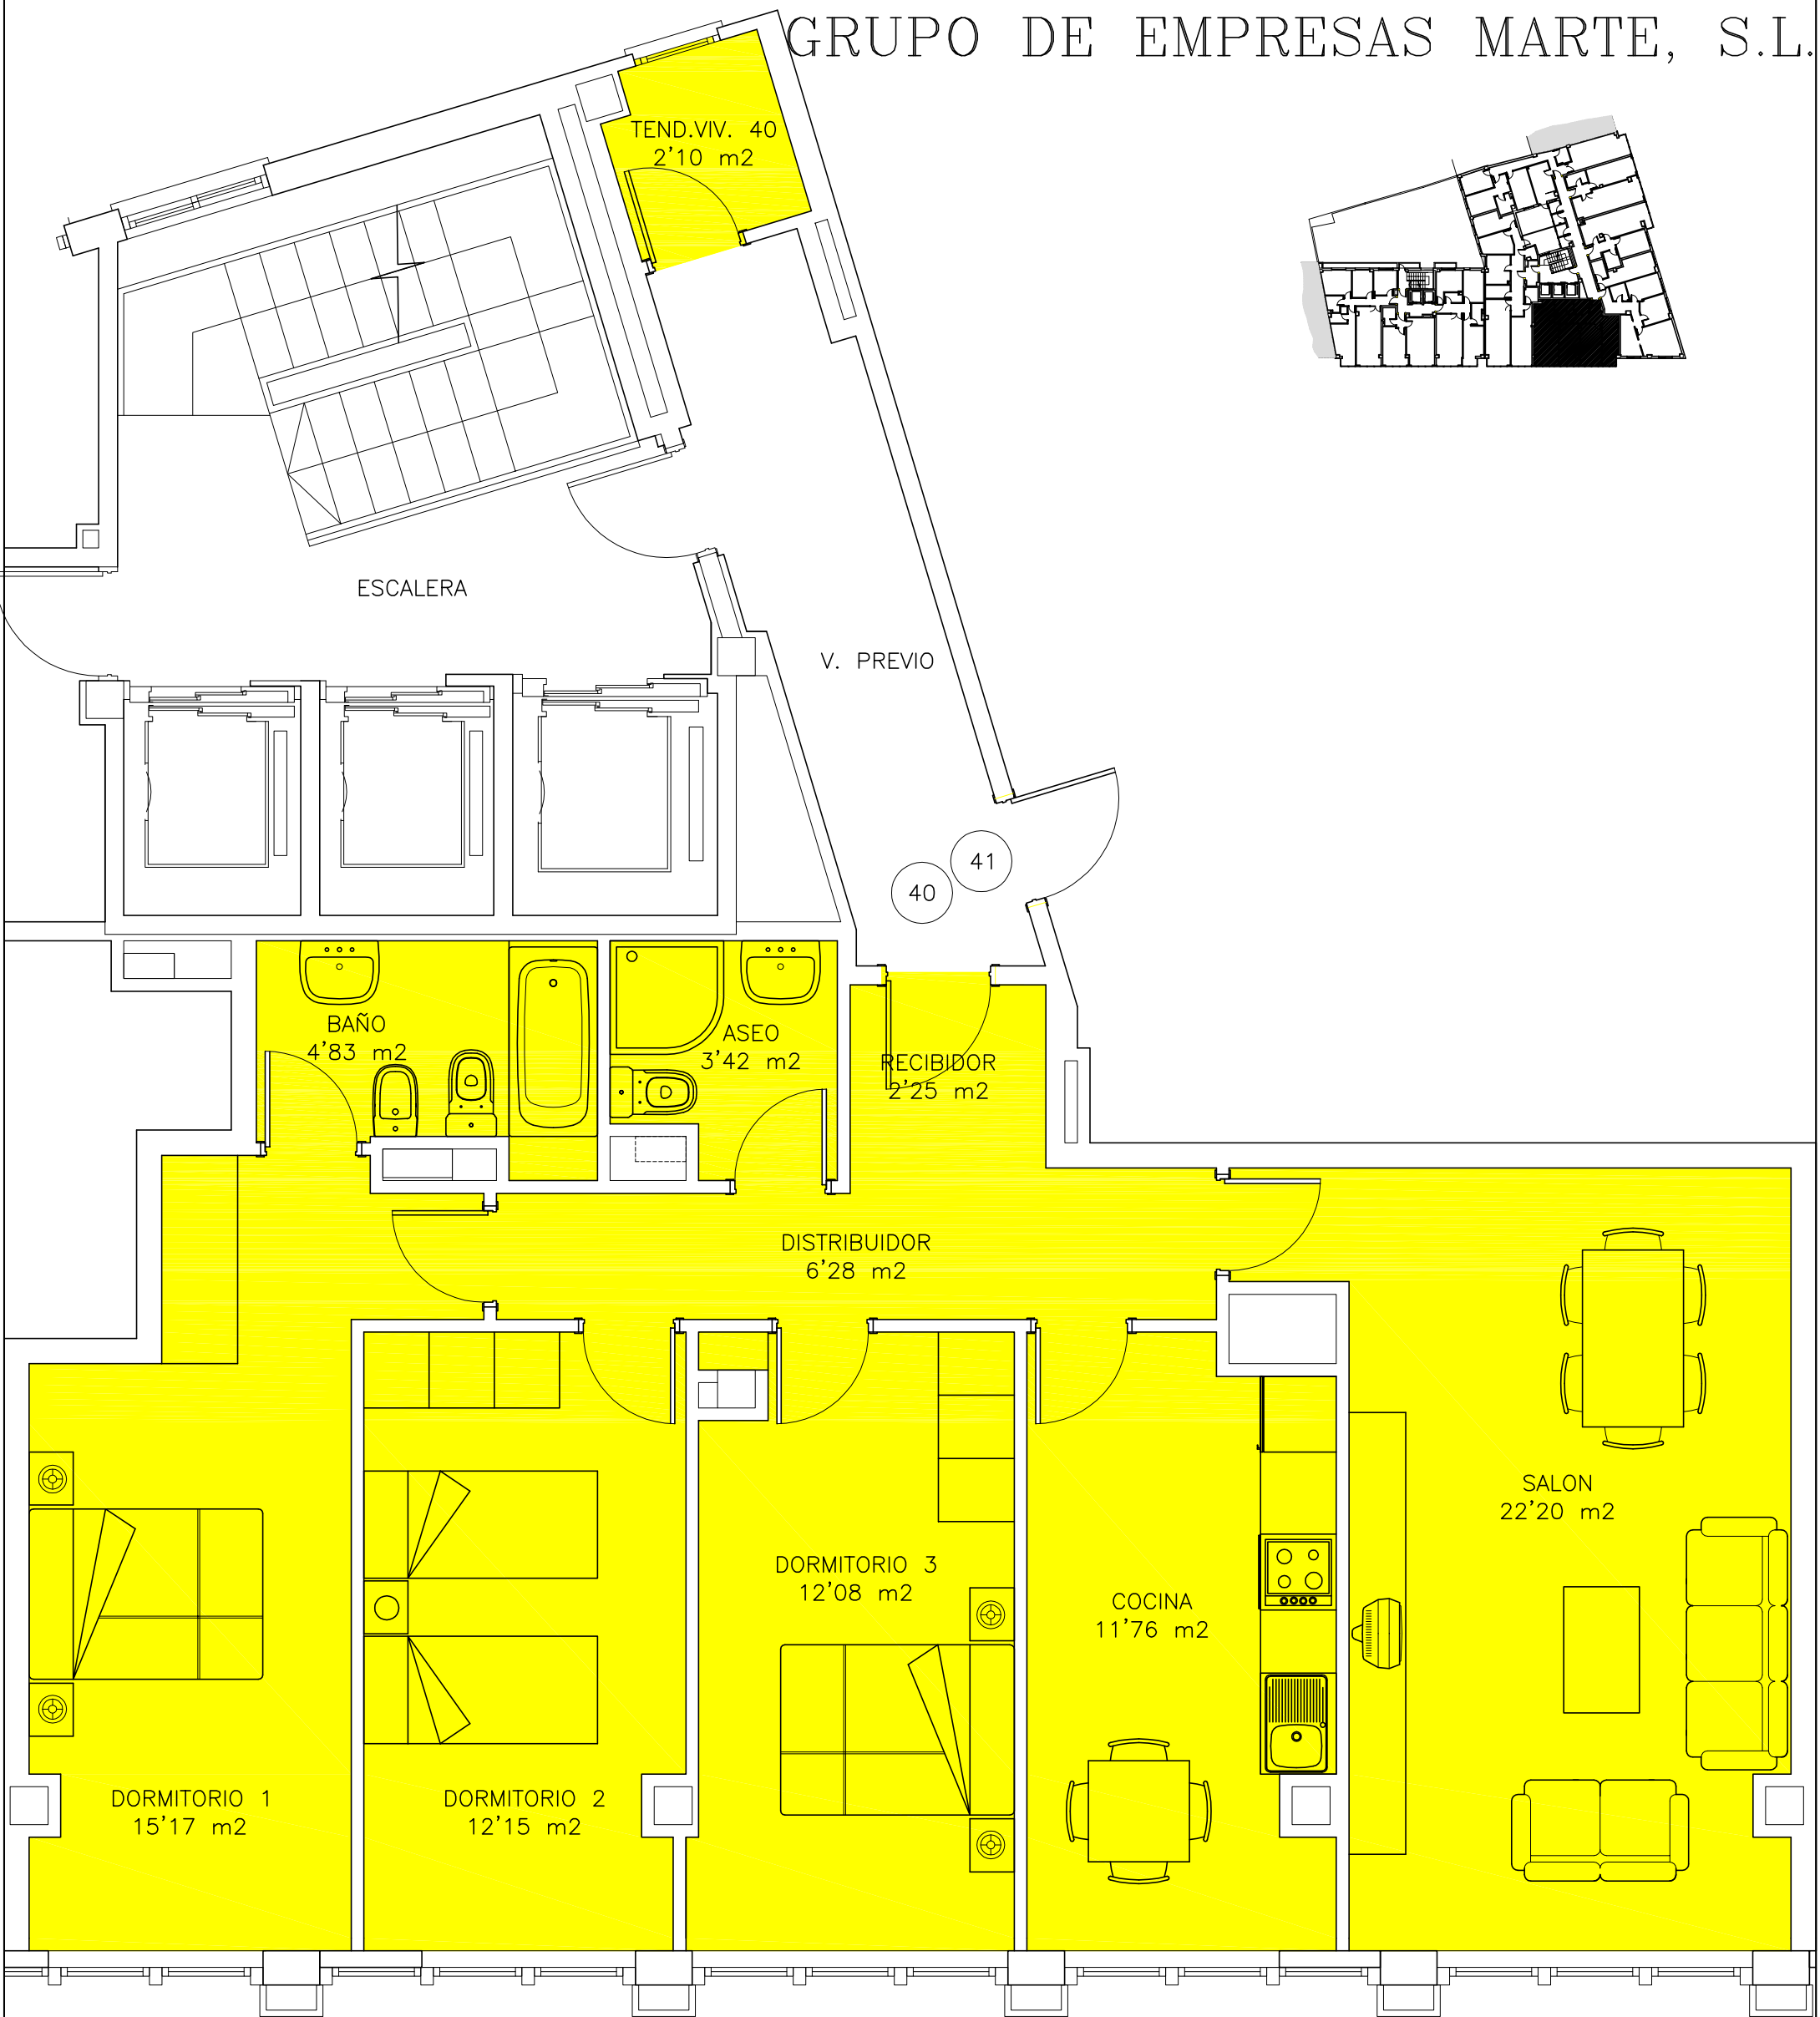 GRUPO DE EMPRESAS MARTE, S.L.
TEND.VIV. 40
2'10 m2
ESCALERA
V. PREVIO
41
40
BAÑO
4'83 m2
ASEO
3'42 m2
RECIBIDOR
2'25 m2
DISTRIBUIDOR
6'28 m2
SALON
22'20 m2
DORMITORIO 3
12'08 m2
COCINA
11'76 m2
DORMITORIO 1
15'17 m2
DORMITORIO 2
12'15 m2